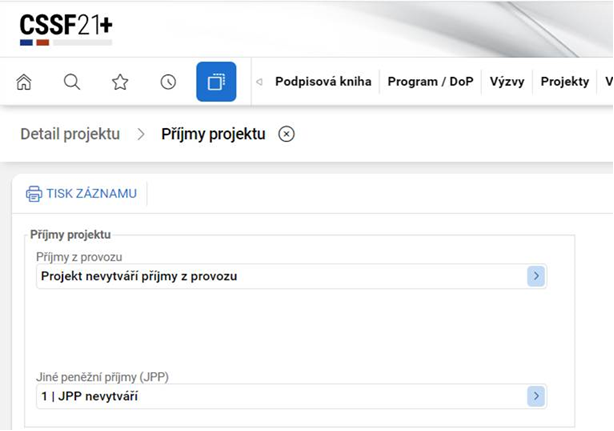 CSSF21+
Podpisová kniha Program / DoP Výzvy Projekty V
Detail projektu Příjmy projektu
TISK ZÁZNAMU
Příjmy projektu
Příjmy z provozu
Projekt nevytváří příjmy z provozu
Jiné peněžní příjmy (JPP)
1 | JPP nevytváří